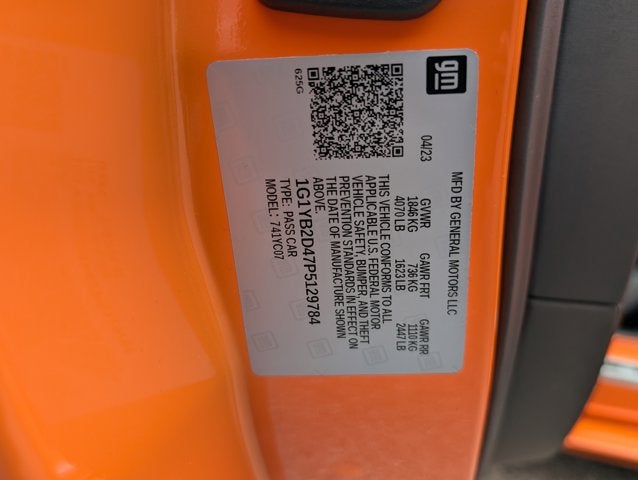 gm
MFD BY GENERAL MOTORS LLC
04/23 GVWR GAWR FRT GAWR RR
1846 KG 736 KG 1110 KG
4070 LB 1623 LB 2447 LB
THIS VEHICLE CONFORMS TO ALL
APPLICABLE U.S. FEDERAL MOTOR
VEHICLE SAFETY, BUMPER, AND THEFT
PREVENTION STANDARDS IN EFFECT ON
THE DATE OF MANUFACTURE SHOWN
ABOVE.
1G1YB2D47P5129784
TYPE: PASS CAR
MODEL: 741YC07
625G